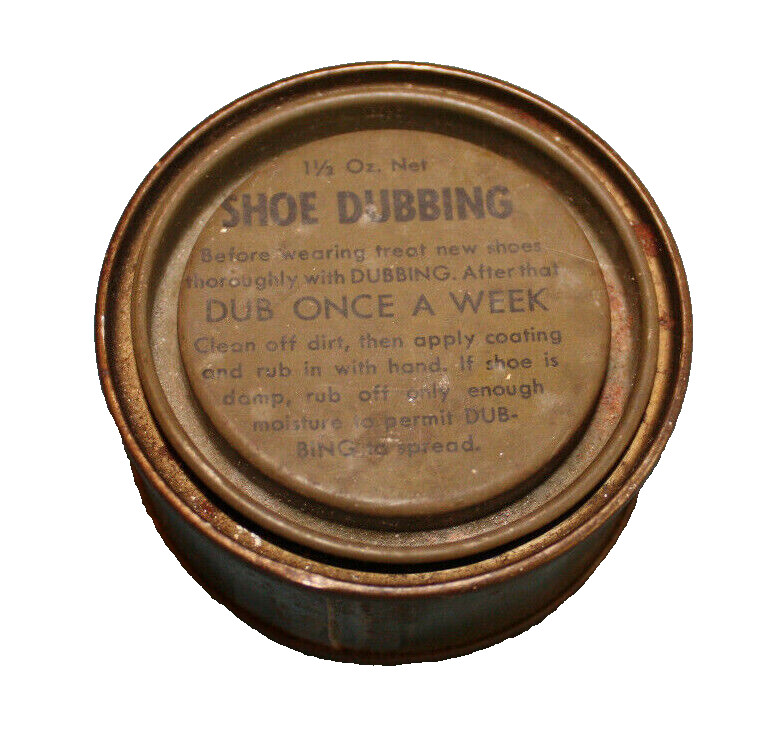 1½ Oz. Net
SHOE DUBBING
Before wearing treat new shoes
thoroughly with DUBBING. After that
DUB ONCE A WEEK
Clean off dirt, then apply coating
and rub in with hand. If shoe is
damp, rub off only enough
moisture to permit DUB-
BING to spread.